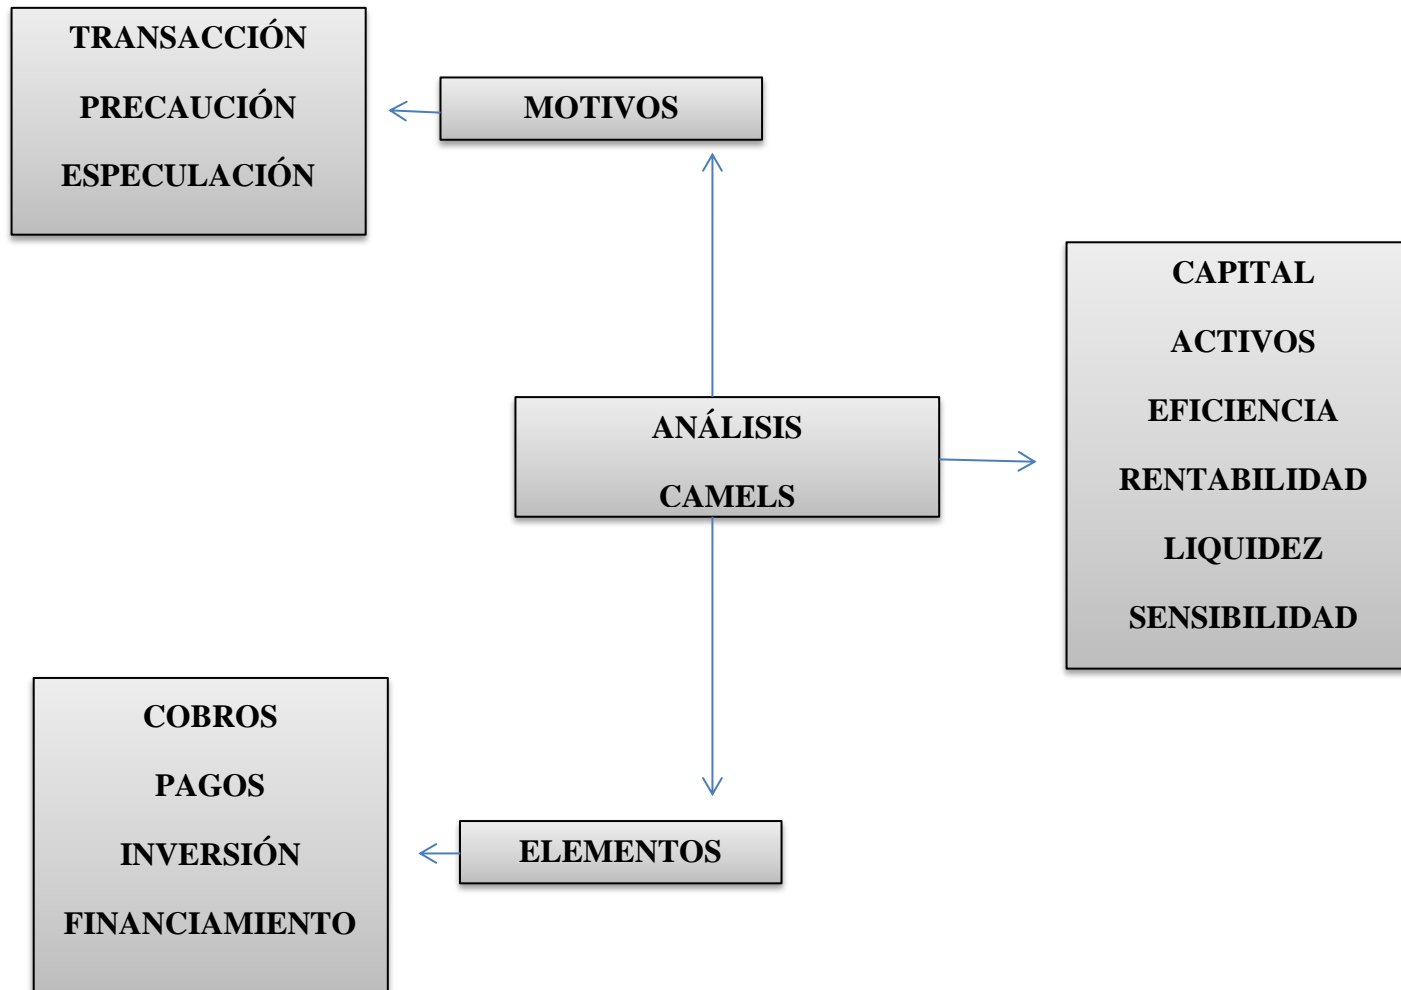 TRANSACCIÓN
PRECAUCIÓN
ESPECULACIÓN
MOTIVOS
CAPITAL
ACTIVOS
EFICIENCIA
RENTABILIDAD
LIQUIDEZ
SENSIBILIDAD
ANÁLISIS
CAMELS
COBROS
PAGOS
INVERSIÓN
FINANCIAMIENTO
ELEMENTOS